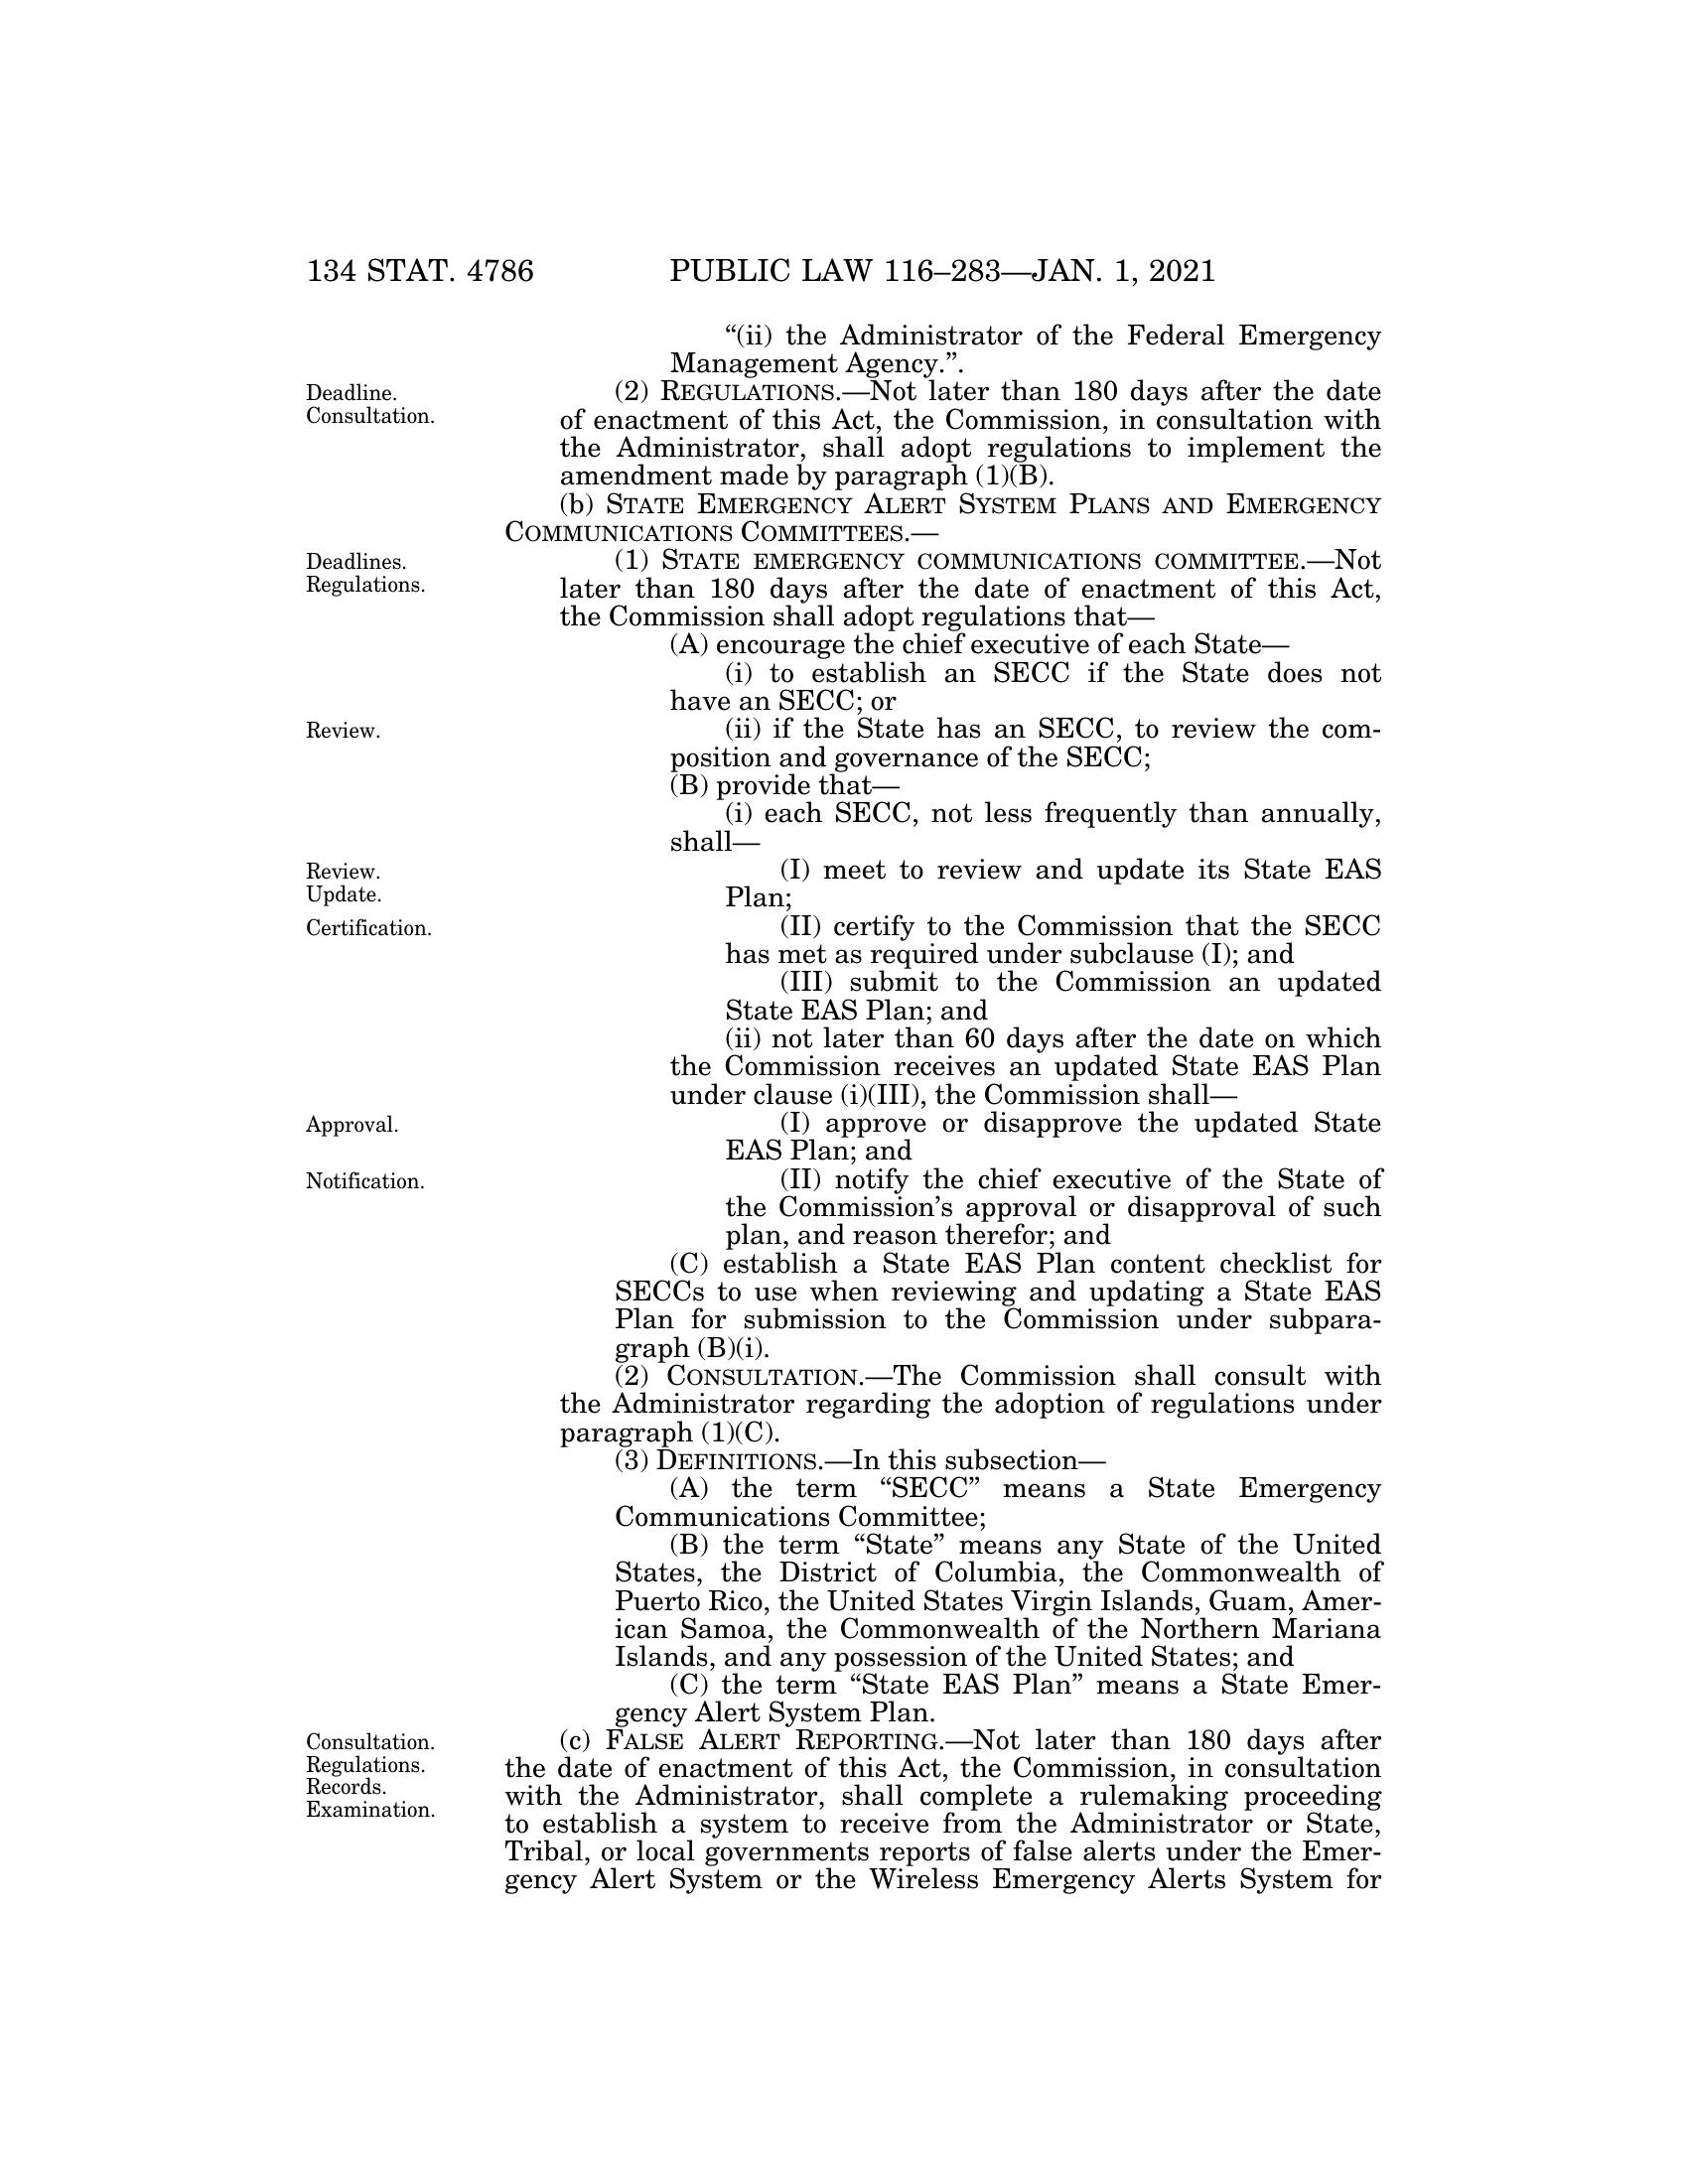 134 STAT. 4786 PUBLIC LAW 116–283—JAN. 1, 2021
“(ii) the Administrator of the Federal Emergency
Management Agency.”.
Deadline.
Consultation.
(2) REGULATIONS.—Not later than 180 days after the date
of enactment of this Act, the Commission, in consultation with
the Administrator, shall adopt regulations to implement the
amendment made by paragraph (1)(B).
(b) STATE EMERGENCY ALERT SYSTEM PLANS AND EMERGENCY
COMMUNICATIONS COMMITTEES.—
Deadlines.
Regulations.
(1) STATE EMERGENCY COMMUNICATIONS COMMITTEE.—Not
later than 180 days after the date of enactment of this Act,
the Commission shall adopt regulations that—
(A) encourage the chief executive of each State—
(i) to establish an SECC if the State does not
have an SECC; or
Review.
(ii) if the State has an SECC, to review the com-
position and governance of the SECC;
(B) provide that—
(i) each SECC, not less frequently than annually,
shall—
Review.
Update.
(I) meet to review and update its State EAS
Plan;
Certification.
(II) certify to the Commission that the SECC
has met as required under subclause (I); and
(III) submit to the Commission an updated
State EAS Plan; and
(ii) not later than 60 days after the date on which
the Commission receives an updated State EAS Plan
under clause (i)(III), the Commission shall—
Approval.
(I) approve or disapprove the updated State
EAS Plan; and
Notification.
(II) notify the chief executive of the State of
the Commission’s approval or disapproval of such
plan, and reason therefor; and
(C) establish a State EAS Plan content checklist for
SECCs to use when reviewing and updating a State EAS
Plan for submission to the Commission under subpara-
graph (B)(i).
(2) CONSULTATION.—The Commission shall consult with
the Administrator regarding the adoption of regulations under
paragraph (1)(C).
(3) DEFINITIONS.—In this subsection—
(A) the term “SECC” means a State Emergency
Communications Committee;
(B) the term “State” means any State of the United
States, the District of Columbia, the Commonwealth of
Puerto Rico, the United States Virgin Islands, Guam, Amer-
ican Samoa, the Commonwealth of the Northern Mariana
Islands, and any possession of the United States; and
(C) the term “State EAS Plan” means a State Emer-
gency Alert System Plan.
Consultation.
Regulations.
Records.
Examination.
(c) FALSE ALERT REPORTING.—Not later than 180 days after
the date of enactment of this Act, the Commission, in consultation
with the Administrator, shall complete a rulemaking proceeding
to establish a system to receive from the Administrator or State,
Tribal, or local governments reports of false alerts under the Emer-
gency Alert System or the Wireless Emergency Alerts System for